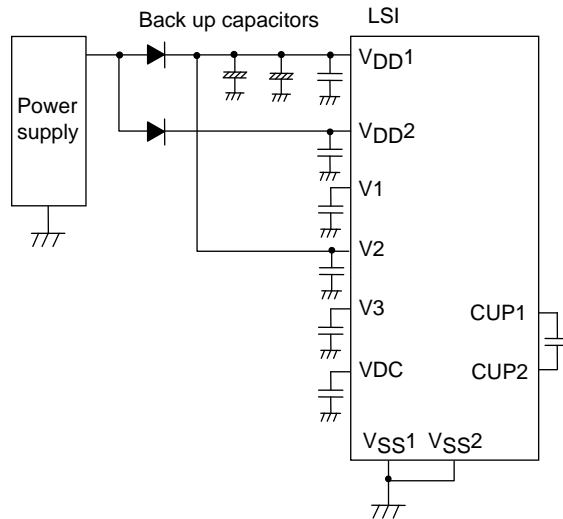 Back up capacitors
LSI
Power
supply
VDD1
VDD2
V1
V2
V3
VDC
CUP1
CUP2
VSS1 VSS2